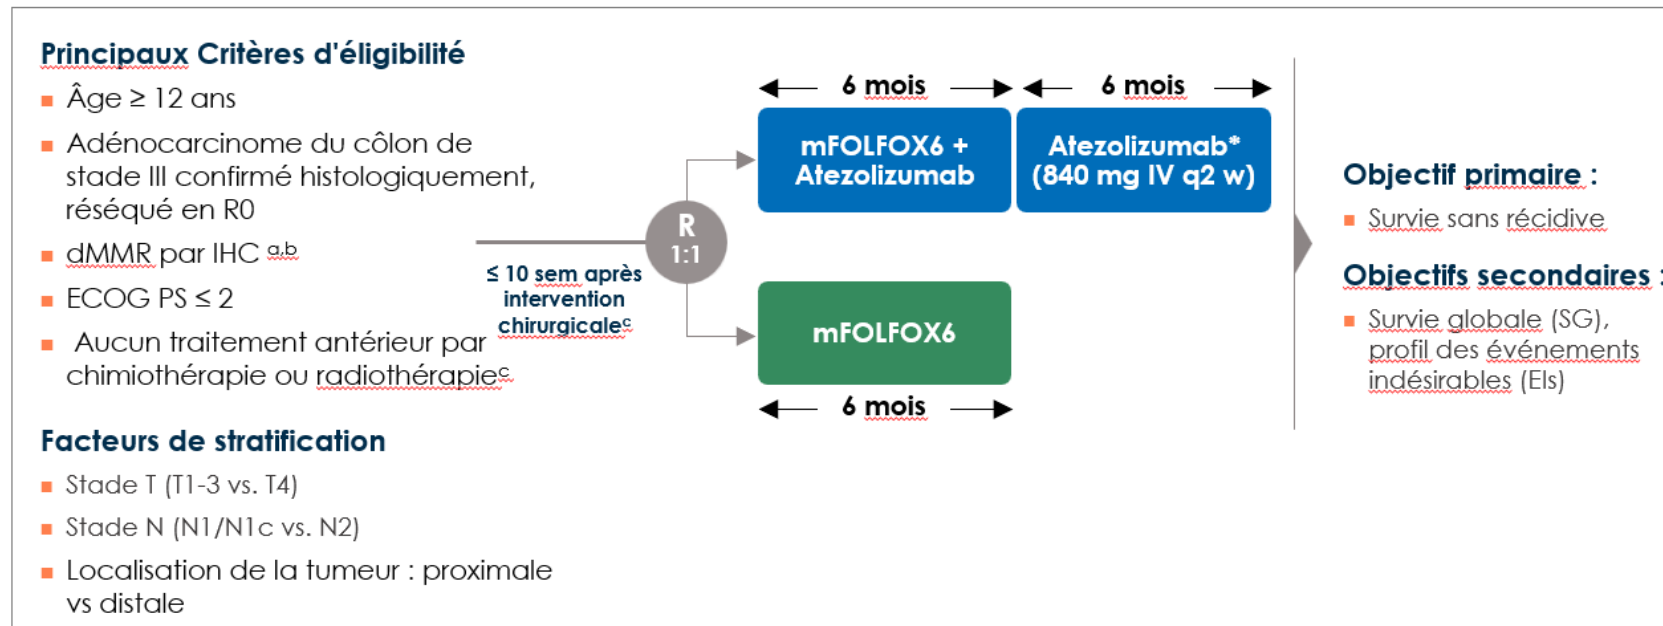 Principaux Critères d'éligibilité
Âge ≥ 12 ans
Adénocarcinome du côlon de
stade III confirmé histologiquement,
réséqué en R0
dMMR par IHC a,b
ECOG PS ≤ 2
Aucun traitement antérieur par
chimiothérapie ou radiothérapie c
Facteurs de stratification
Stade T (T1-3 vs. T4)
Stade N (N1/N1c vs. N2)
Localisation de la tumeur : proximale
vs distale
≤ 10 sem après
intervention
chirurgicale c
R
1:1
6 mois
6 mois
mFOLFOX6 +
Atezolizumab
Atezolizumab*
(840 mg IV q2 w)
mFOLFOX6
6 mois
Objectif primaire :
Survie sans récidive
Objectifs secondaires :
Survie globale (SG),
profil des événements
indésirables (EIs)